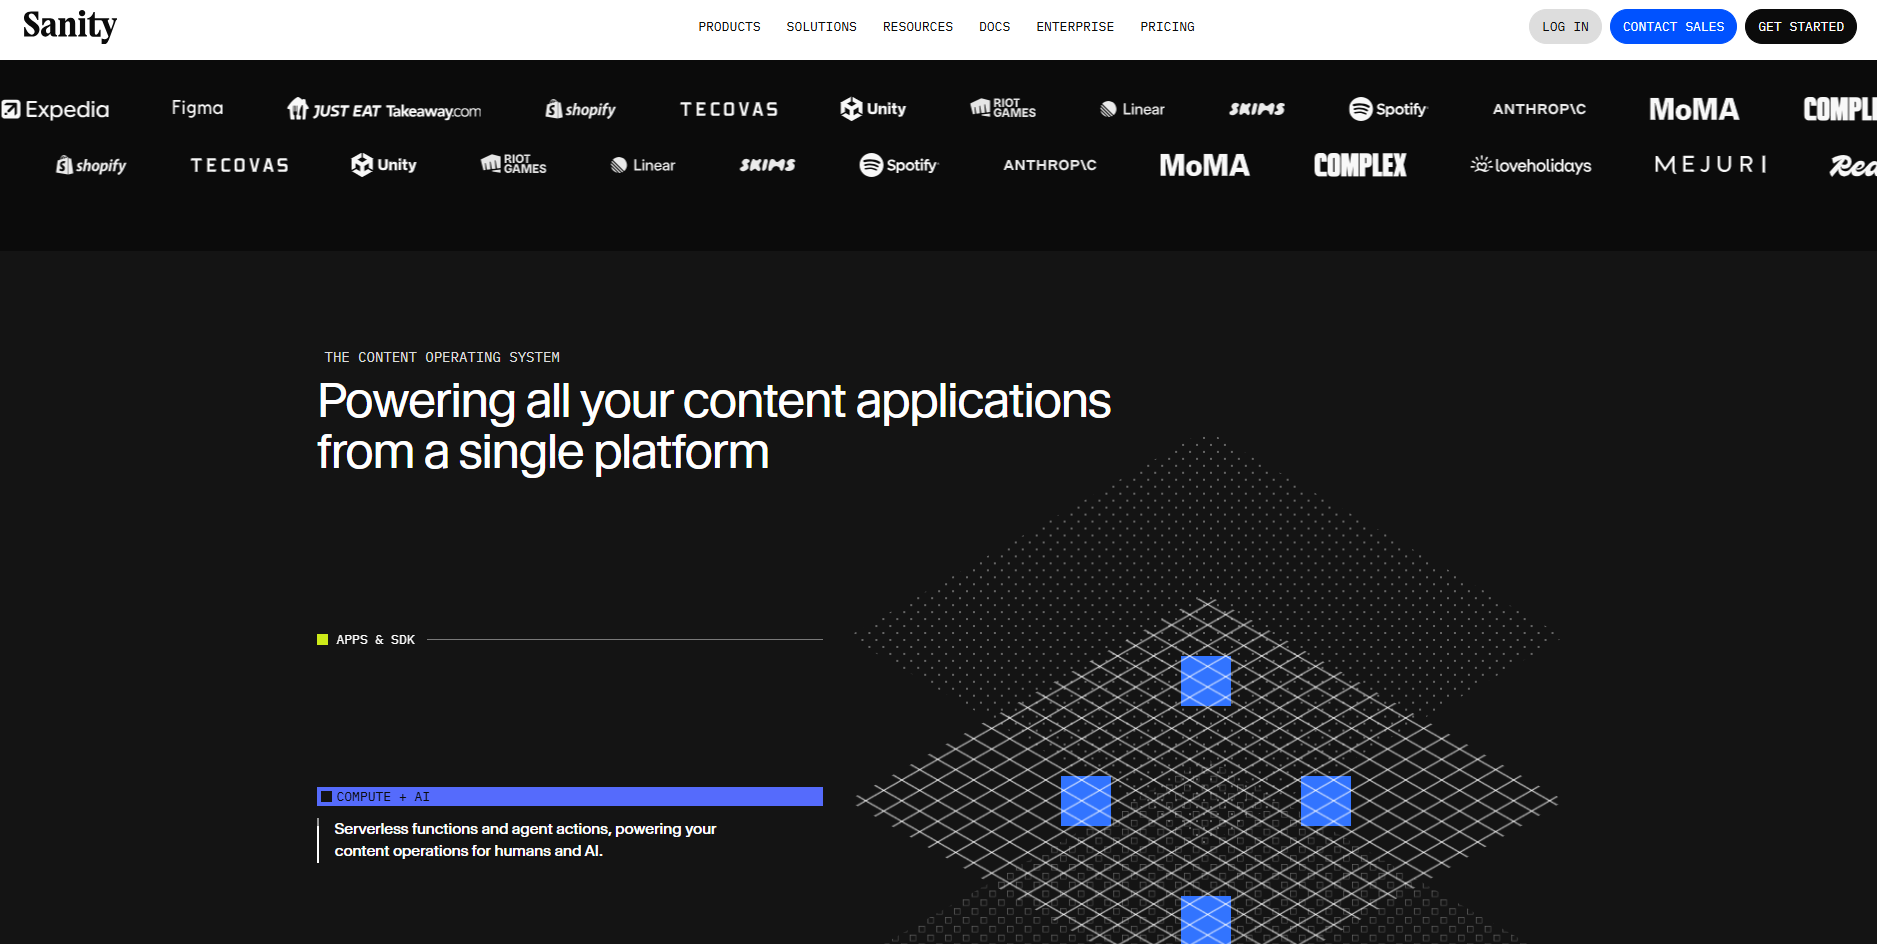 Sanity
PRODUCTS SOLUTIONS RESOURCES DOCS ENTERPRISE PRICING
LOG IN CONTACT SALES GET STARTED
Expedia Figma JUST EAT Takeaway.com shopify TECOVAS Unity RIOT GAMES Linear SKIMS Spotify ANTHROP\C MoMA COMPL
shopify TECOVAS Unity RIOT GAMES Linear SKIMS Spotify ANTHROP\C MoMA COMPLEX loveholidays MEJURI Rea
THE CONTENT OPERATING SYSTEM
Powering all your content applications
from a single platform
APPS & SDK
COMPUTE + AI
Serverless functions and agent actions, powering your
content operations for humans and AI.